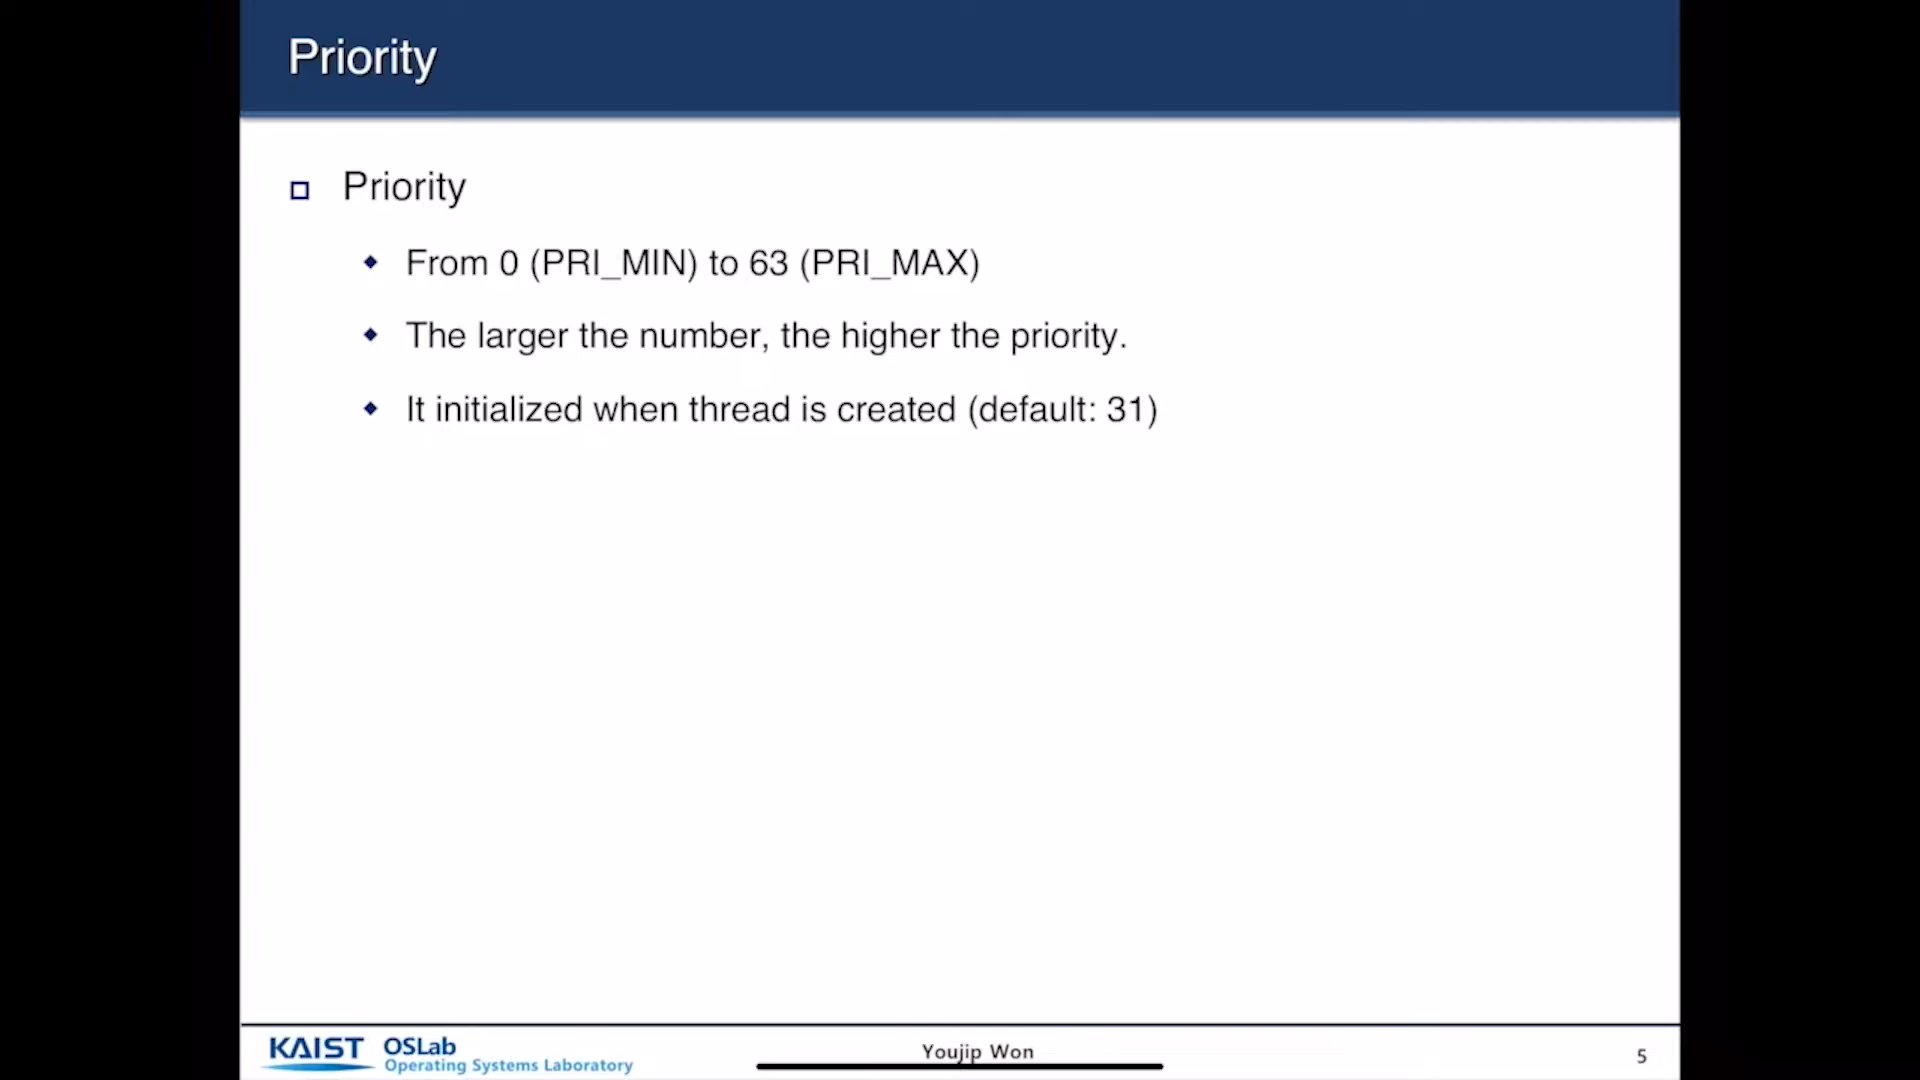 Priority
Priority
From 0 (PRI_MIN) to 63 (PRI_MAX)
The larger the number, the higher the priority.
It initialized when thread is created (default: 31)
KAIST OSLab
Operating Systems Laboratory
Youjip Won
5